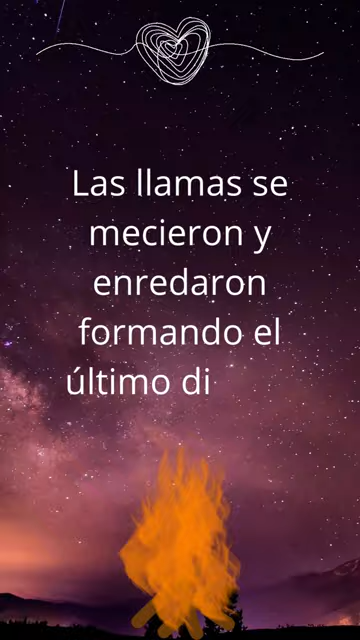 Las llamas se
mecieron y
enredaron
formando el
último di